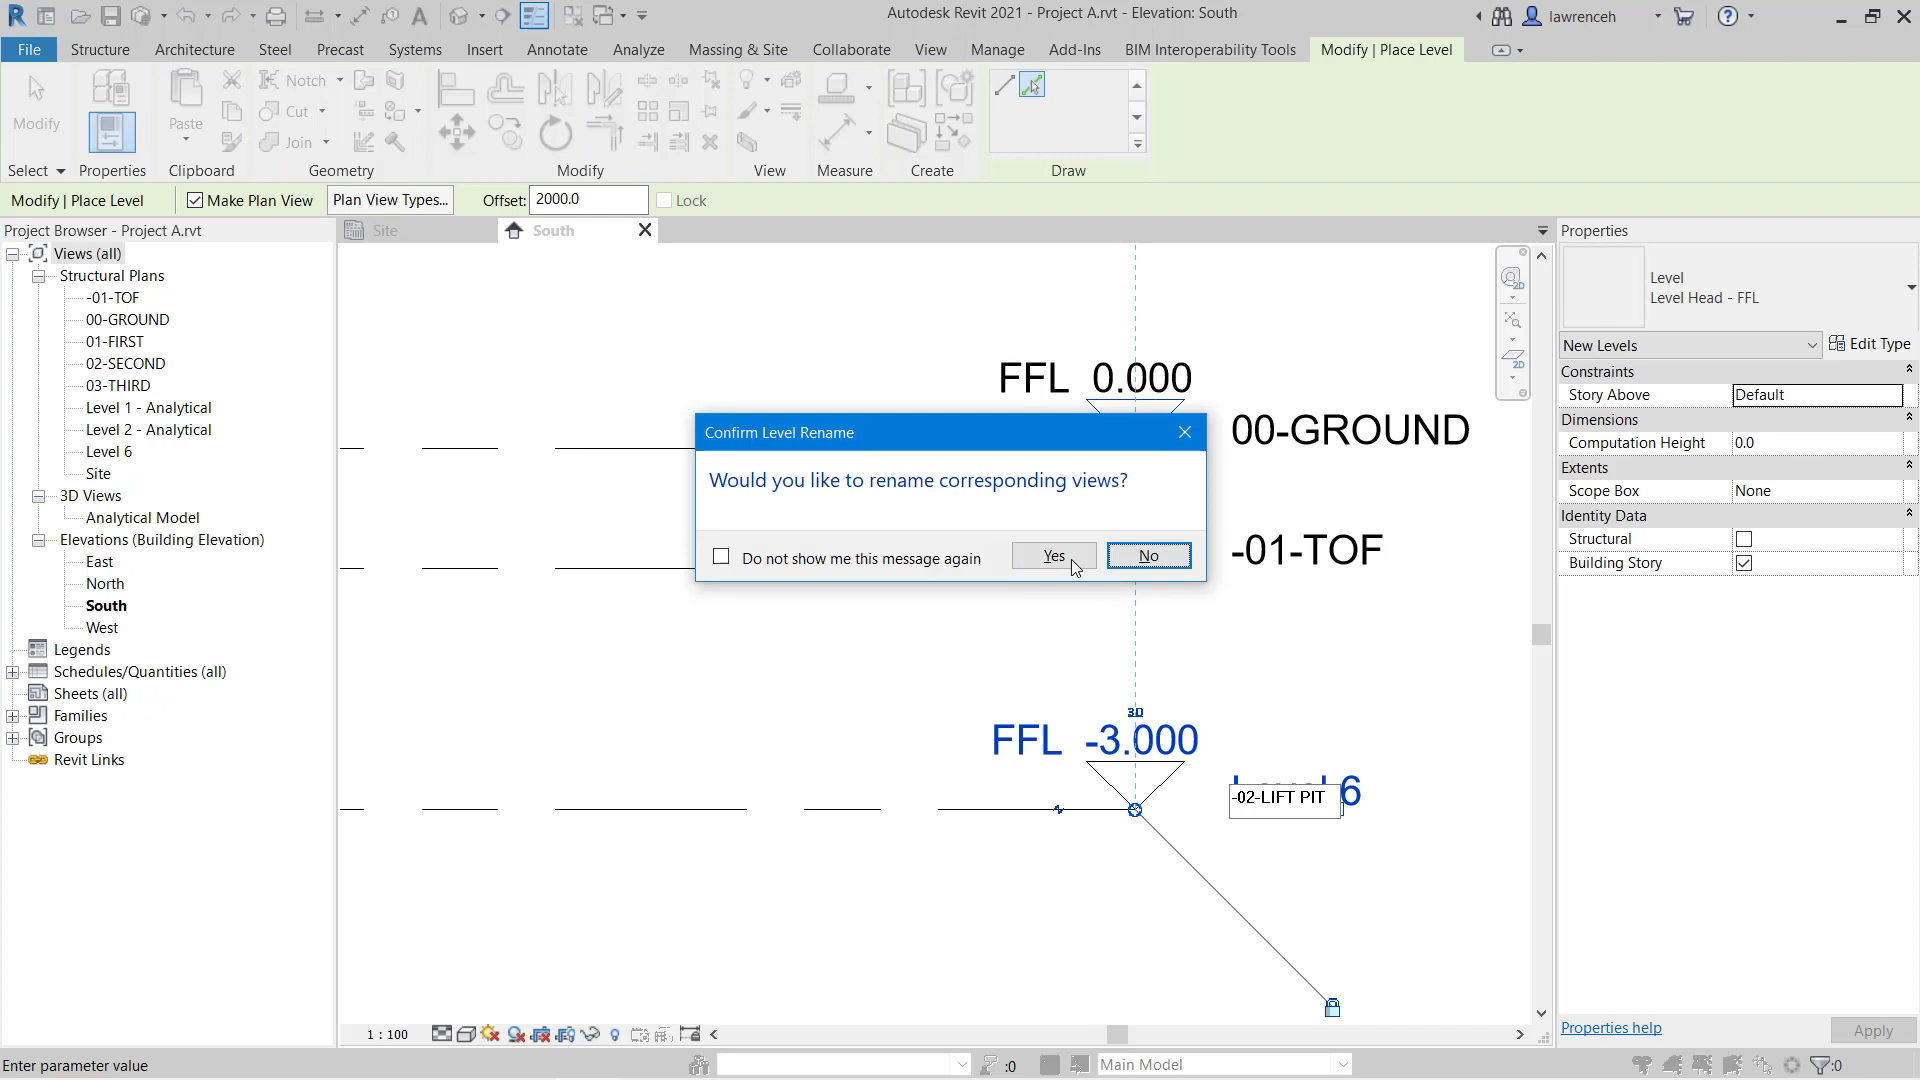 Autodesk Revit 2021 - Project A.rvt - Elevation: South
lawrenceh
File Structure Architecture Steel Precast Systems Insert Annotate Analyze Massing & Site Collaborate View Manage Add-Ins BIM Interoperability Tools Modify | Place Level
Modify
Paste
Notch
Cut
Join
Select Properties Clipboard Geometry Modify View Measure Create Draw
Modify | Place Level
Make Plan View
Plan View Types...
Offset: 2000.0
Lock
Project Browser - Project A.rvt
Views (all)
Structural Plans
-01-TOF
00-GROUND
01-FIRST
02-SECOND
03-THIRD
Level 1 - Analytical
Level 2 - Analytical
Level 6
Site
3D Views
Analytical Model
Elevations (Building Elevation)
East
North
South
West
Legends
Schedules/Quantities (all)
Sheets (all)
Families
Groups
Revit Links
Site
South
FFL 0.000
00-GROUND
-01-TOF
3D
FFL -3.000
Level 6
-02-LIFT PIT
Confirm Level Rename
Would you like to rename corresponding views?
Do not show me this message again
Yes
No
2D
2D
Properties
Level
Level Head - FFL
New Levels
Edit Type
Constraints
Story Above Default
Dimensions
Computation Height 0.0
Extents
Scope Box None
Identity Data
Structural
Building Story
Properties help
Apply
1 : 100
Enter parameter value
:0
Main Model
:0